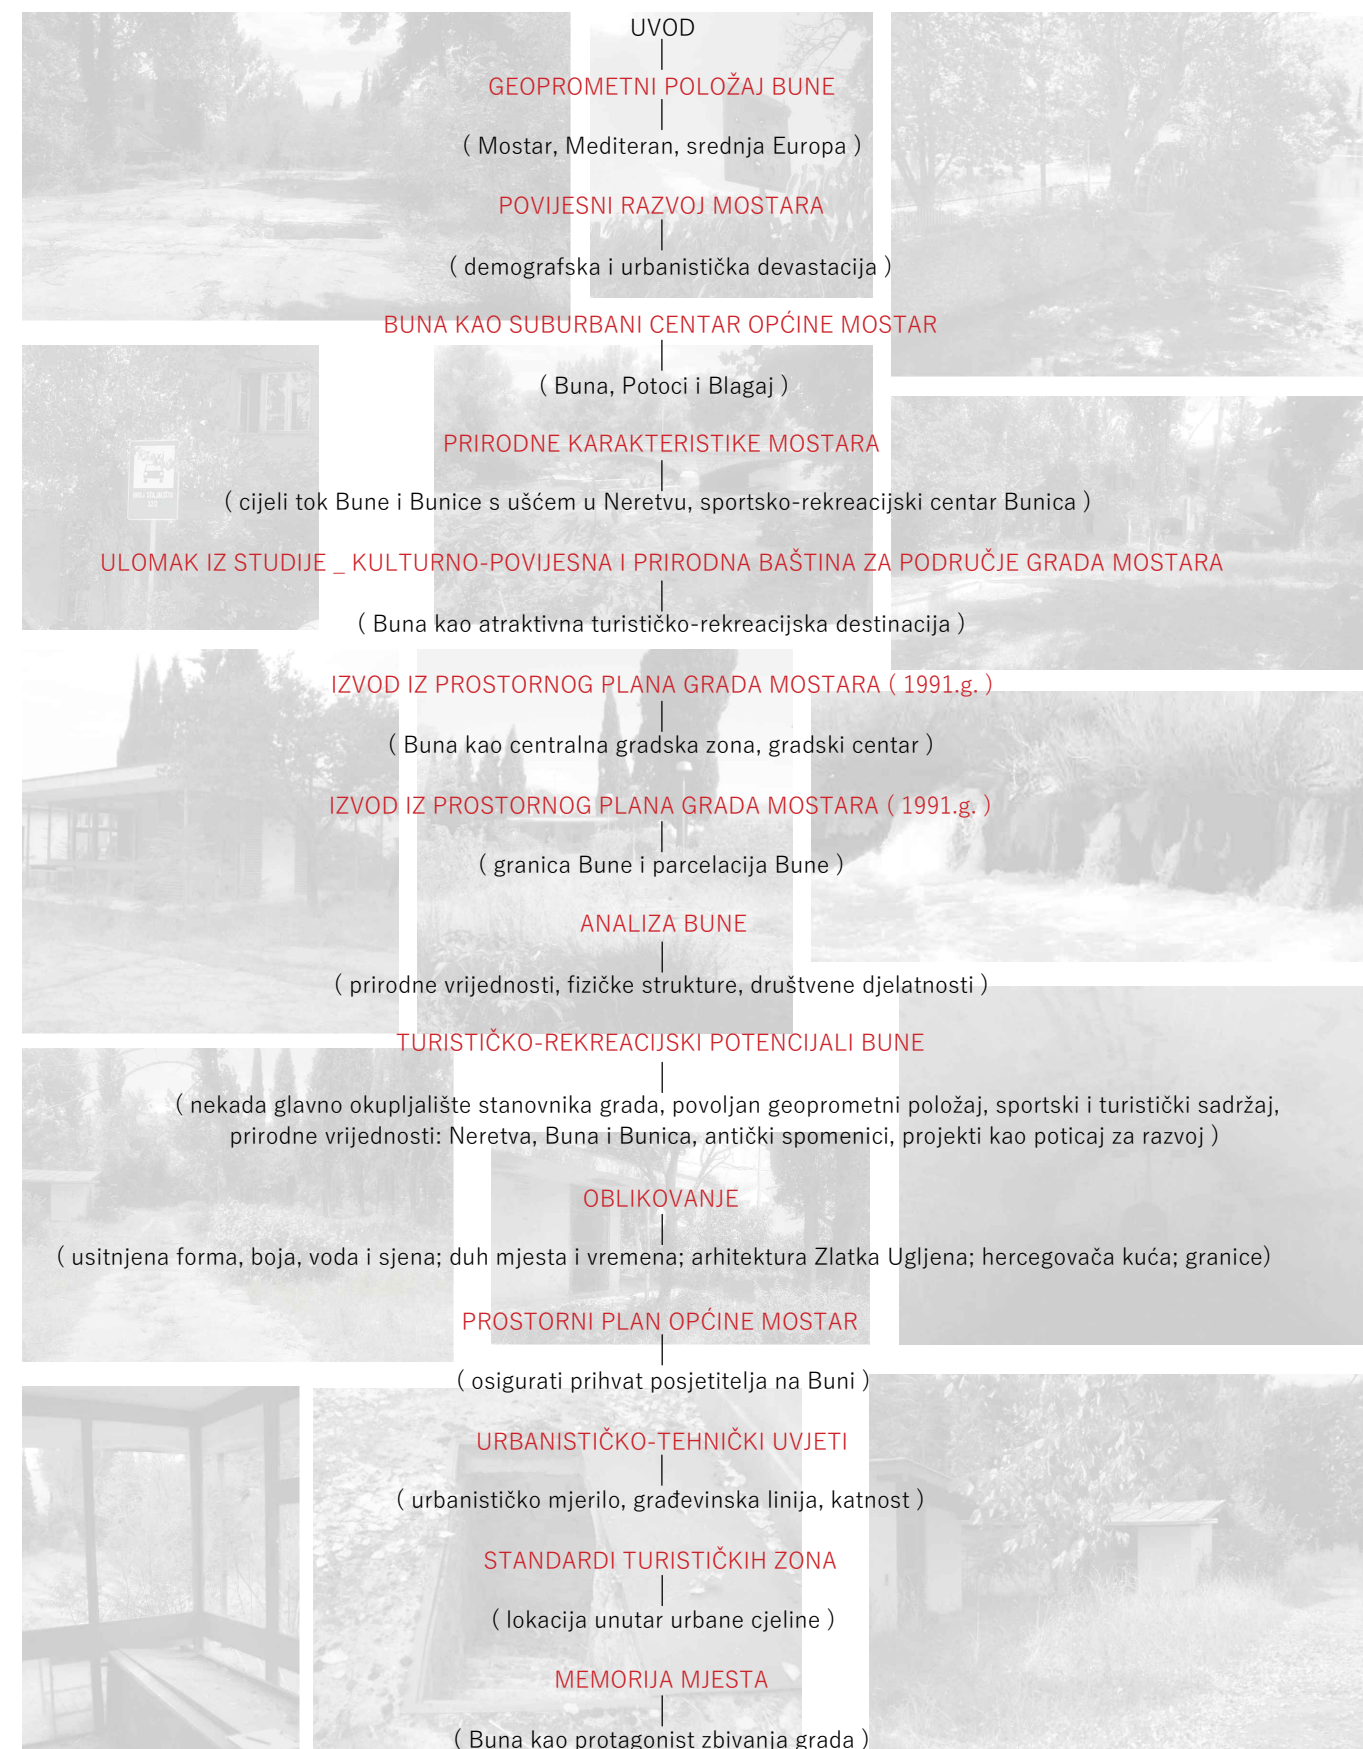 UVOD
GEOPROMETNI POLOŽAJ BUNE
( Mostar, Mediteran, srednja Europa )
POVIJESNI RAZVOJ MOSTARA
( demografska i urbanistička devastacija )
BUNA KAO SUBURBANI CENTAR OPĆINE MOSTAR
( Buna, Potoci i Blagaj )
PRIRODNE KARAKTERISTIKE MOSTARA
( cijeli tok Bune i Bunice s ušćem u Neretvu, sportsko-rekreacijski centar Bunica )
ULOMAK IZ STUDIJE _ KULTURNO-POVIJESNA I PRIRODNA BAŠTINA ZA PODRUČJE GRADA MOSTARA
( Buna kao atraktivna turističko-rekreacijska destinacija )
IZVOD IZ PROSTORNOG PLANA GRADA MOSTARA ( 1991.g. )
( Buna kao centralna gradska zona, gradski centar )
IZVOD IZ PROSTORNOG PLANA GRADA MOSTARA ( 1991.g. )
( granica Bune i parcelacija Bune )
ANALIZA BUNE
( prirodne vrijednosti, fizičke strukture, društvene djelatnosti )
TURISTIČKO-REKREACIJSKI POTENCIJALI BUNE
( nekada glavno okupljalište stanovnika grada, povoljan geoprometni položaj, sportski i turistički sadržaj,
prirodne vrijednosti: Neretva, Buna i Bunica, antički spomenici, projekti kao poticaj za razvoj )
OBLIKOVANJE
( usitnjena forma, boja, voda i sjena; duh mjesta i vremena; arhitektura Zlatka Ugljena; hercegovača kuća; granice)
PROSTORNI PLAN OPĆINE MOSTAR
( osigurati prihvat posjetitelja na Buni )
URBANISTIČKO-TEHNIČKI UVJETI
( urbanističko mjerilo, građevinska linija, katnost )
STANDARDI TURISTIČKIH ZONA
( lokacija unutar urbane cjeline )
MEMORIJA MJESTA
( Buna kao protagonist zbivanja grada )